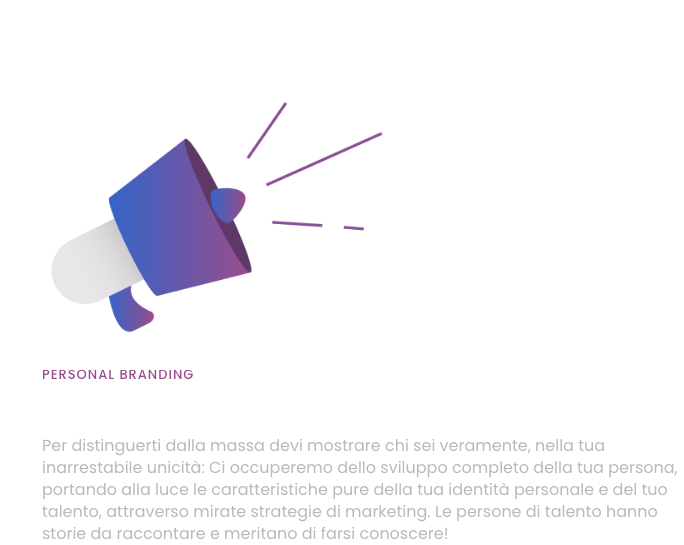 PERSONAL BRANDING
Per distinguerti dalla massa devi mostrare chi sei veramente, nella tua
inarrestabile unicità: Ci occuperemo dello sviluppo completo della tua persona,
portando alla luce le caratteristiche pure della tua identità personale e del tuo
talento, attraverso mirate strategie di marketing. Le persone di talento hanno
storie da raccontare e meritano di farsi conoscere!